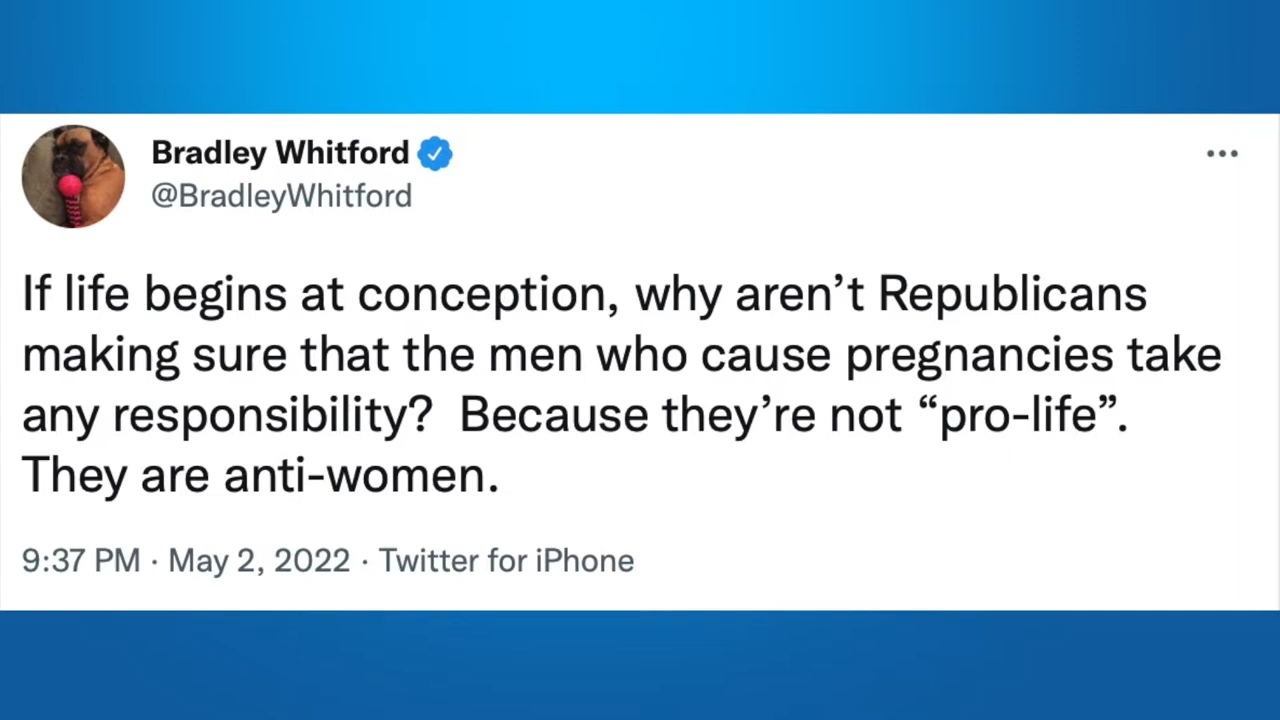 Bradley Whitford
@BradleyWhitford
If life begins at conception, why aren’t Republicans
making sure that the men who cause pregnancies take
any responsibility?  Because they’re not “pro-life”.
They are anti-women.
9:37 PM · May 2, 2022 · Twitter for iPhone